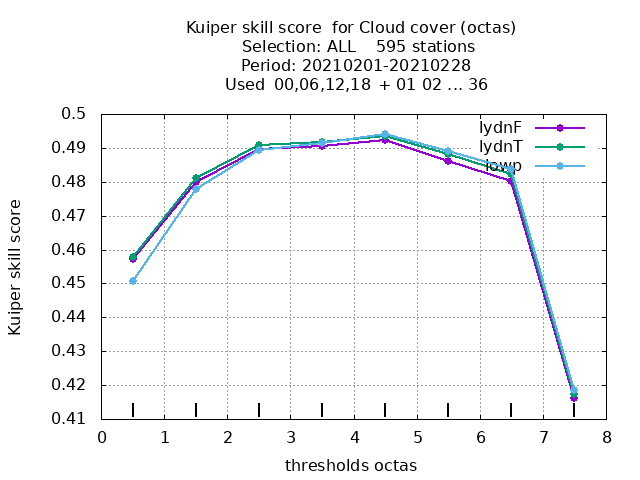 Kuiper skill score  for Cloud cover (octas)
Selection: ALL    595 stations
Period: 20210201-20210228
Used  00,06,12,18 + 01 02 ... 36
lydnF
lydnT
lowp
0.5
0.49
0.48
0.47
0.46
0.45
0.44
0.43
0.42
0.41
Kuiper skill score
0 1 2 3 4 5 6 7 8
thresholds octas